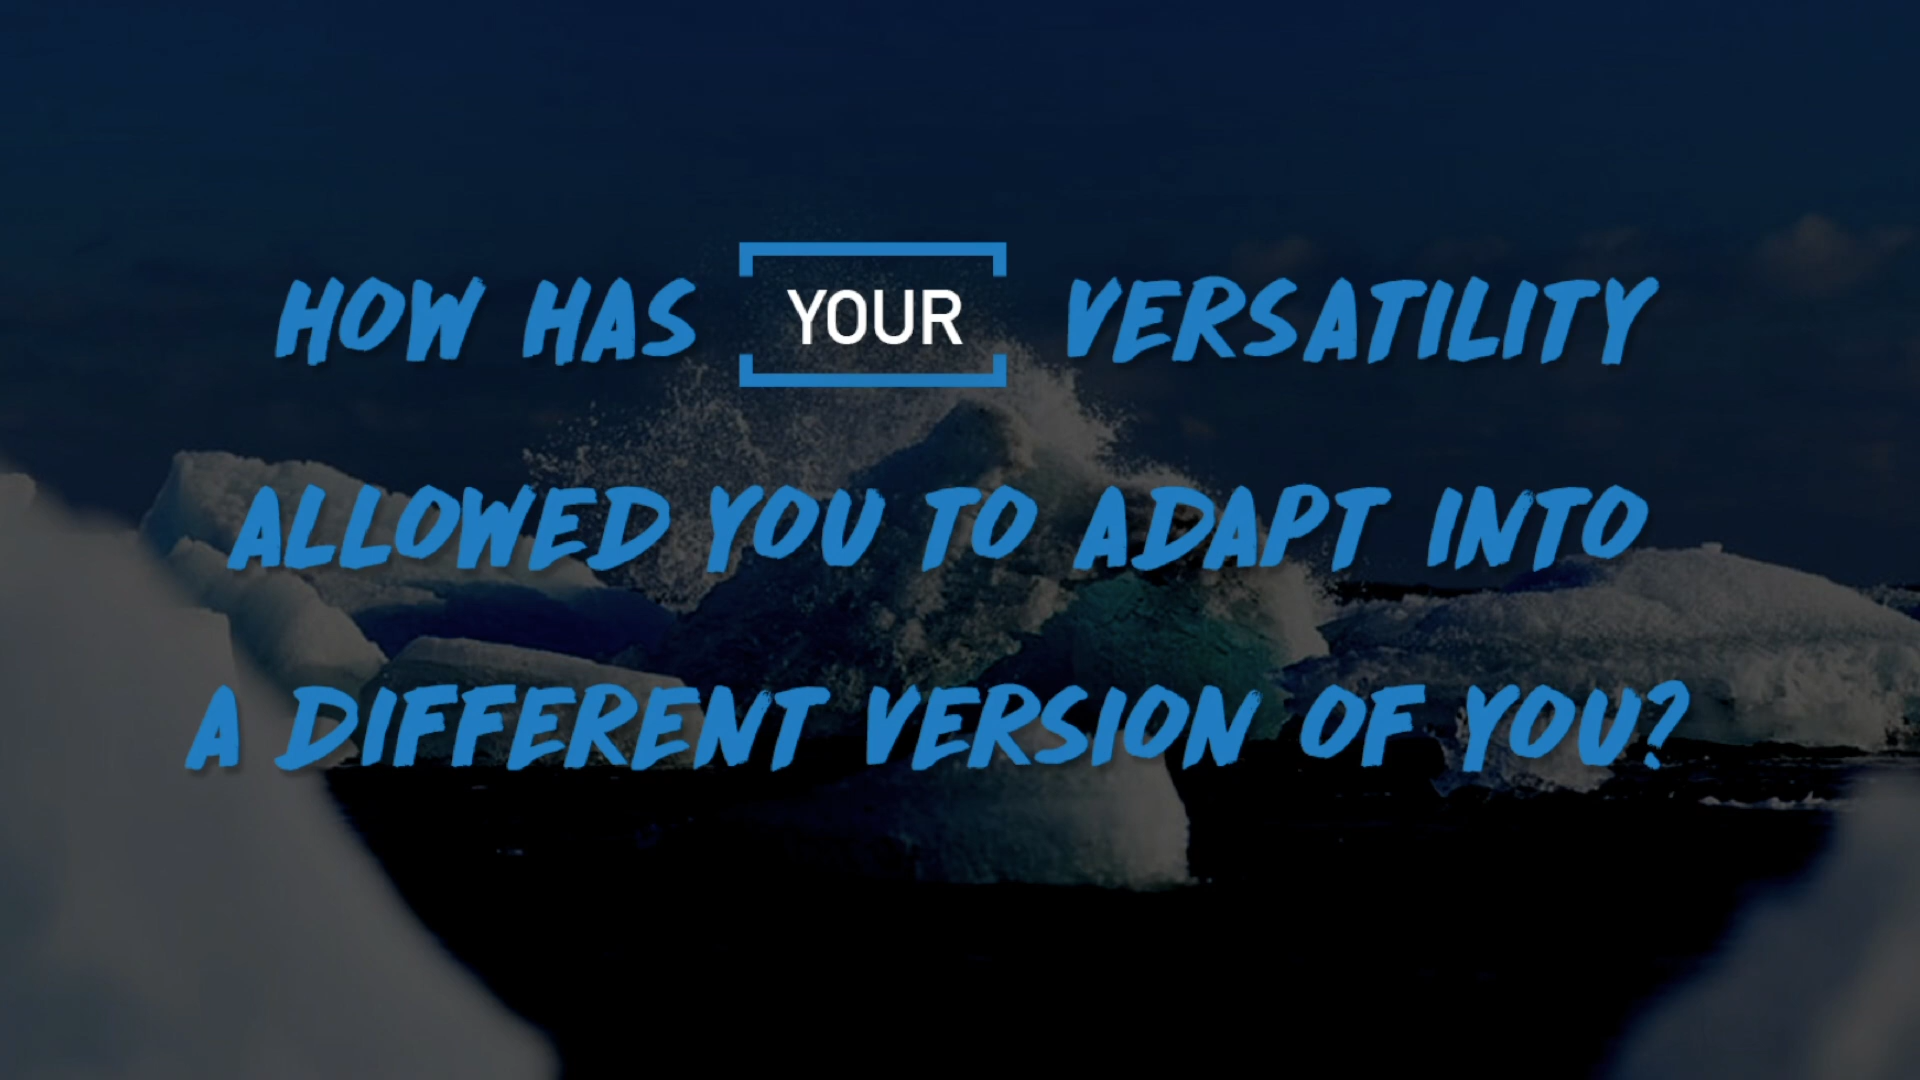 HOW HAS YOUR VERSATILITY
ALLOWED YOU TO ADAPT INTO
A DIFFERENT VERSION OF YOU?